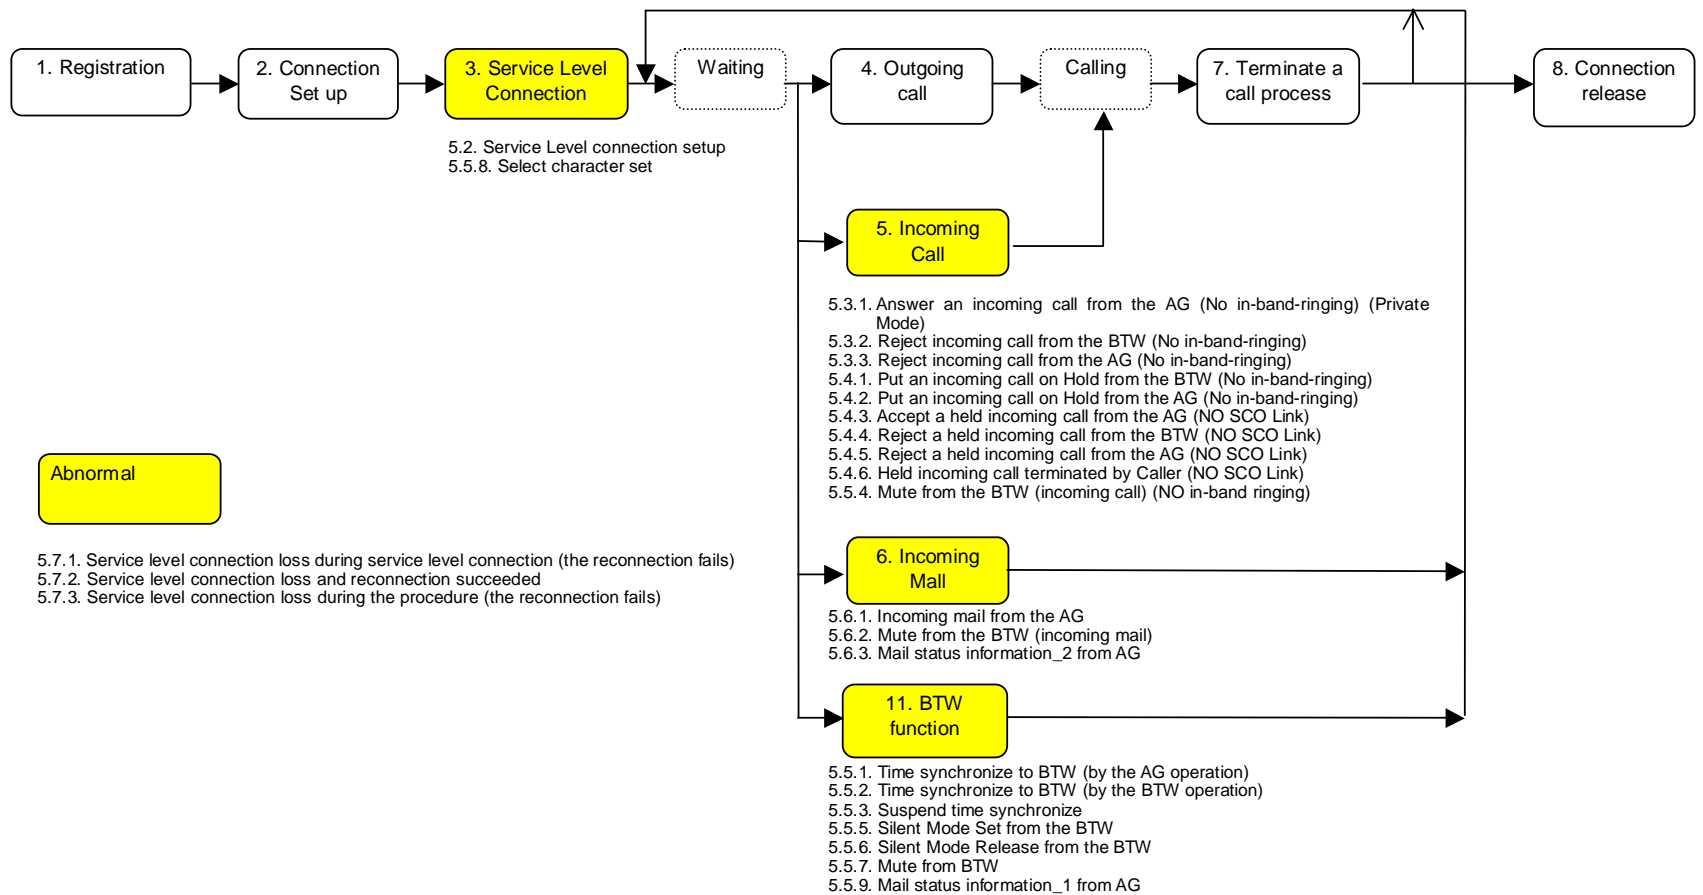 1. Registration
2. Connection
Set up
3. Service Level
Connection
Waiting
4. Outgoing
call
Calling
7. Terminate a
call process
8. Connection
release
5.2. Service Level connection setup
5.5.8. Select character set
5. Incoming
Call
5.3.1. Answer an incoming call from the AG (No in-band-ringing) (Private
Mode)
5.3.2. Reject incoming call from the BTW (No in-band-ringing)
5.3.3. Reject incoming call from the AG (No in-band-ringing)
5.4.1. Put an incoming call on Hold from the BTW (No in-band-ringing)
5.4.2. Put an incoming call on Hold from the AG (No in-band-ringing)
5.4.3. Accept a held incoming call from the AG (NO SCO Link)
5.4.4. Reject a held incoming call from the BTW (NO SCO Link)
5.4.5. Reject a held incoming call from the AG (NO SCO Link)
5.4.6. Held incoming call terminated by Caller (NO SCO Link)
5.5.4. Mute from the BTW (incoming call) (NO in-band ringing)
Abnormal
5.7.1. Service level connection loss during service level connection (the reconnection fails)
5.7.2. Service level connection loss and reconnection succeeded
5.7.3. Service level connection loss during the procedure (the reconnection fails)
6. Incoming
Mall
5.6.1. Incoming mail from the AG
5.6.2. Mute from the BTW (incoming mail)
5.6.3. Mail status information_2 from AG
11. BTW
function
5.5.1. Time synchronize to BTW (by the AG operation)
5.5.2. Time synchronize to BTW (by the BTW operation)
5.5.3. Suspend time synchronize
5.5.5. Silent Mode Set from the BTW
5.5.6. Silent Mode Release from the BTW
5.5.7. Mute from BTW
5.5.9. Mail status information_1 from AG